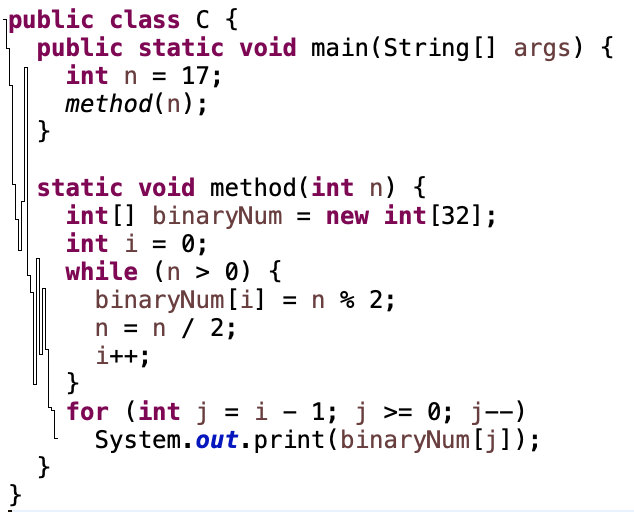 public class C {
  public static void main(String[] args) {
    int n = 17;
    method(n);
  }

  static void method(int n) {
    int[] binaryNum = new int[32];
    int i = 0;
    while (n > 0) {
      binaryNum[i] = n % 2;
      n = n / 2;
      i++;
    }
    for (int j = i - 1; j >= 0; j--)
      System.out.print(binaryNum[j]);
  }
}